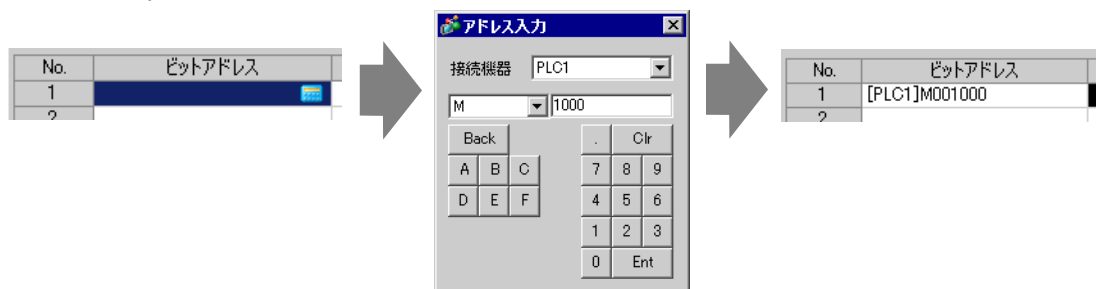 No. ビットアドレス
1
2
アドレス入力
接続機器 PLC1
M 1000
Back . Clr
A B C 7 8 9
D E F 4 5 6
1 2 3
0 Ent
No. ビットアドレス
1 [PLC1]M001000
2